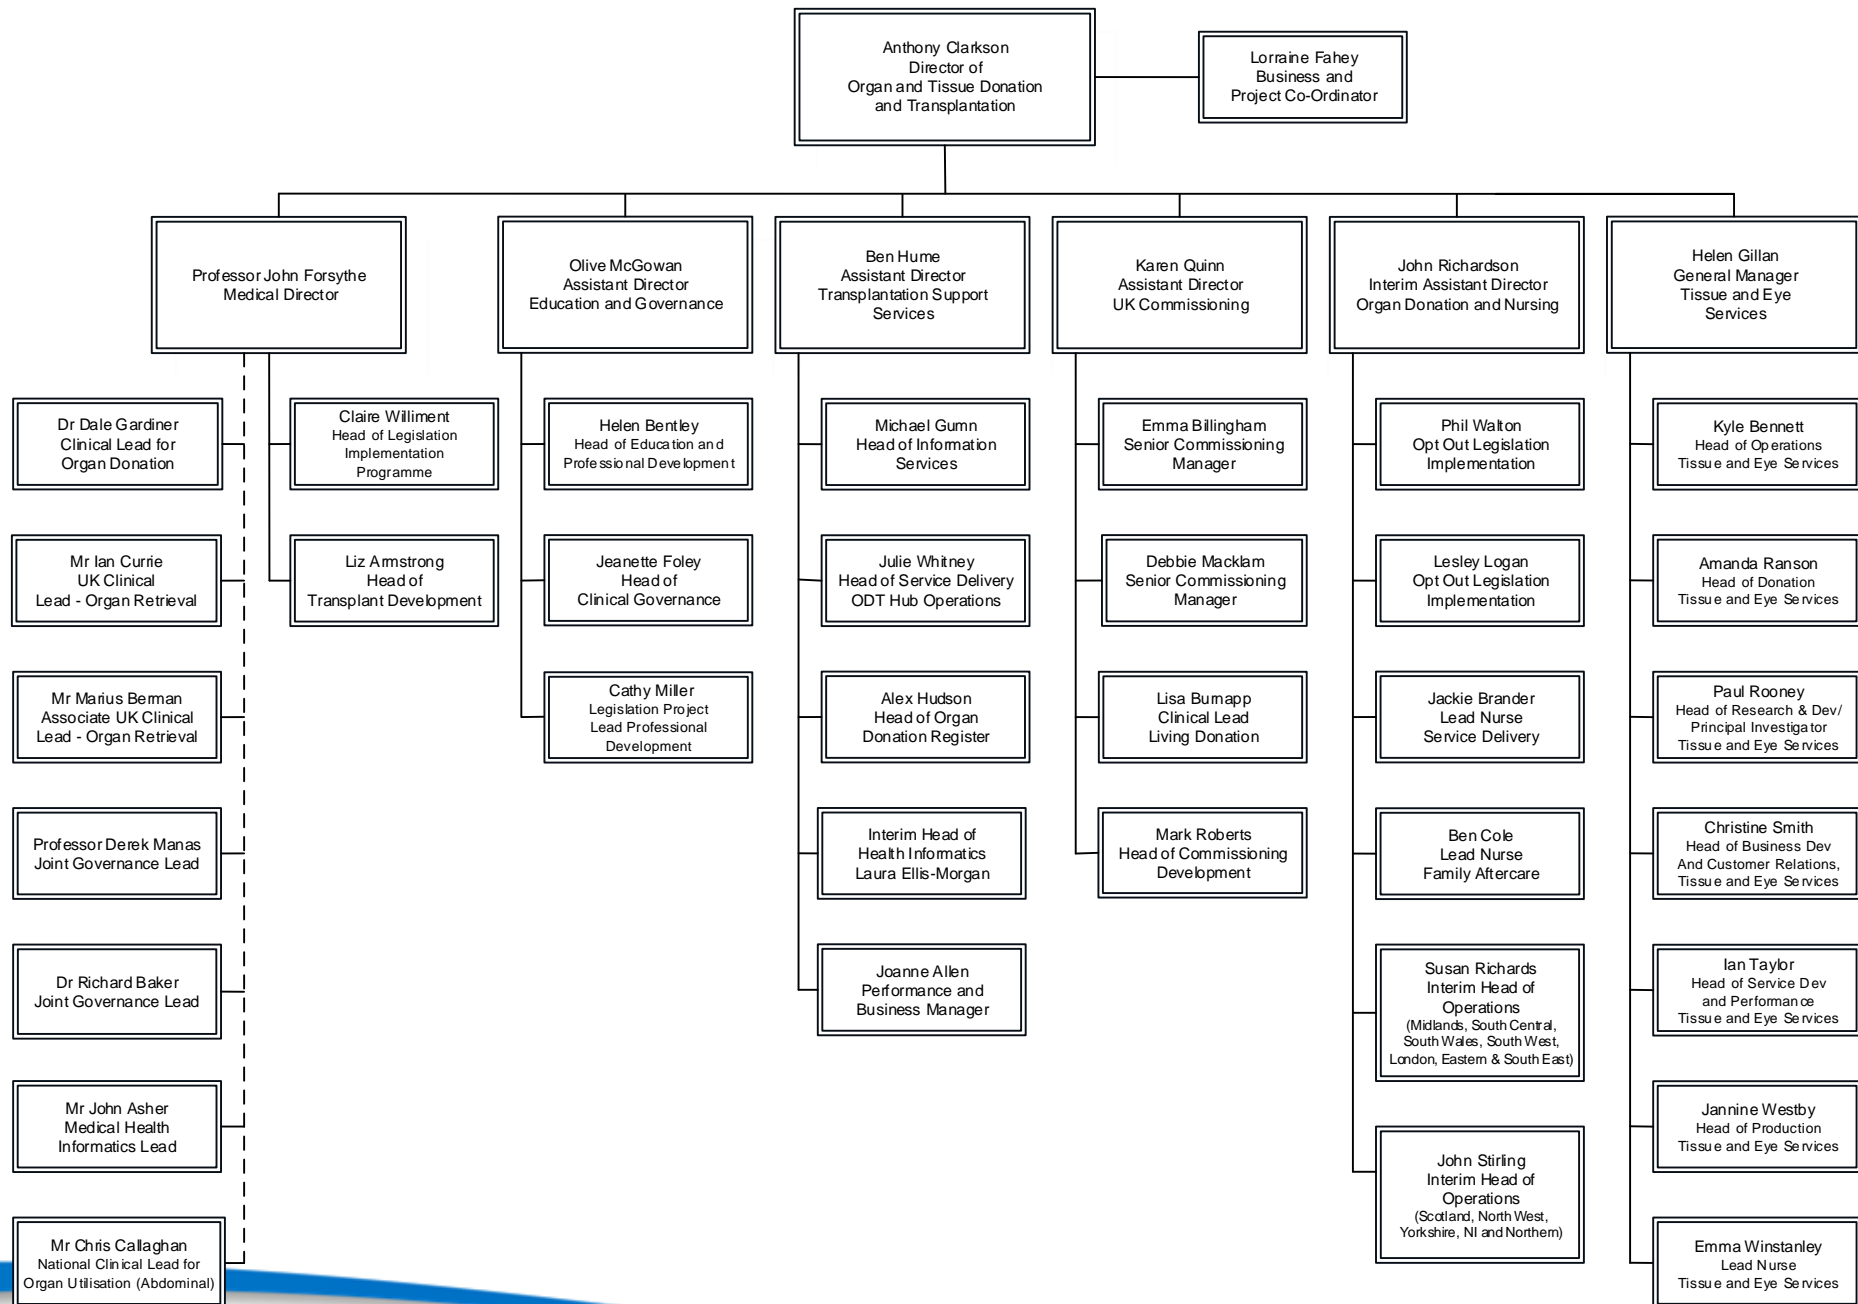 Anthony Clarkson
Director of
Organ and Tissue Donation
and Transplantation
Lorraine Fahey
Business and
Project Co-Ordinator
Professor John Forsythe
Medical Director
Olive McGowan
Assistant Director
Education and Governance
Ben Hume
Assistant Director
Transplantation Support
Services
Karen Quinn
Assistant Director
UK Commissioning
John Richardson
Interim Assistant Director
Organ Donation and Nursing
Helen Gillan
General Manager
Tissue and Eye
Services
Dr Dale Gardiner
Clinical Lead for
Organ Donation
Mr Ian Currie
UK Clinical
Lead - Organ Retrieval
Mr Marius Berman
Associate UK Clinical
Lead - Organ Retrieval
Professor Derek Manas
Joint Governance Lead
Dr Richard Baker
Joint Governance Lead
Mr John Asher
Medical Health
Informatics Lead
Mr Chris Callaghan
National Clinical Lead for
Organ Utilisation (Abdominal)
Claire Williment
Head of Legislation
Implementation
Programme
Liz Armstrong
Head of
Transplant Development
Helen Bentley
Head of Education and
Professional Development
Jeanette Foley
Head of
Clinical Governance
Cathy Miller
Legislation Project
Lead Professional
Development
Michael Gumn
Head of Information
Services
Julie Whitney
Head of Service Delivery
ODT Hub Operations
Alex Hudson
Head of Organ
Donation Register
Interim Head of
Health Informatics
Laura Ellis-Morgan
Joanne Allen
Performance and
Business Manager
Emma Billingham
Senior Commissioning
Manager
Debbie Macklam
Senior Commissioning
Manager
Lisa Burnapp
Clinical Lead
Living Donation
Mark Roberts
Head of Commissioning
Development
Phil Walton
Opt Out Legislation
Implementation
Lesley Logan
Opt Out Legislation
Implementation
Jackie Brander
Lead Nurse
Service Delivery
Ben Cole
Lead Nurse
Family Aftercare
Susan Richards
Interim Head of
Operations
(Midlands, South Central,
South Wales, South West,
London, Eastern & South East)
John Stirling
Interim Head of
Operations
(Scotland, North West,
Yorkshire, NI and Northern)
Kyle Bennett
Head of Operations
Tissue and Eye Services
Amanda Ranson
Head of Donation
Tissue and Eye Services
Paul Rooney
Head of Research & Dev/
Principal Investigator
Tissue and Eye Services
Christine Smith
Head of Business Dev
And Customer Relations,
Tissue and Eye Services
Ian Taylor
Head of Service Dev
and Performance
Tissue and Eye Services
Jannine Westby
Head of Production
Tissue and Eye Services
Emma Winstanley
Lead Nurse
Tissue and Eye Services